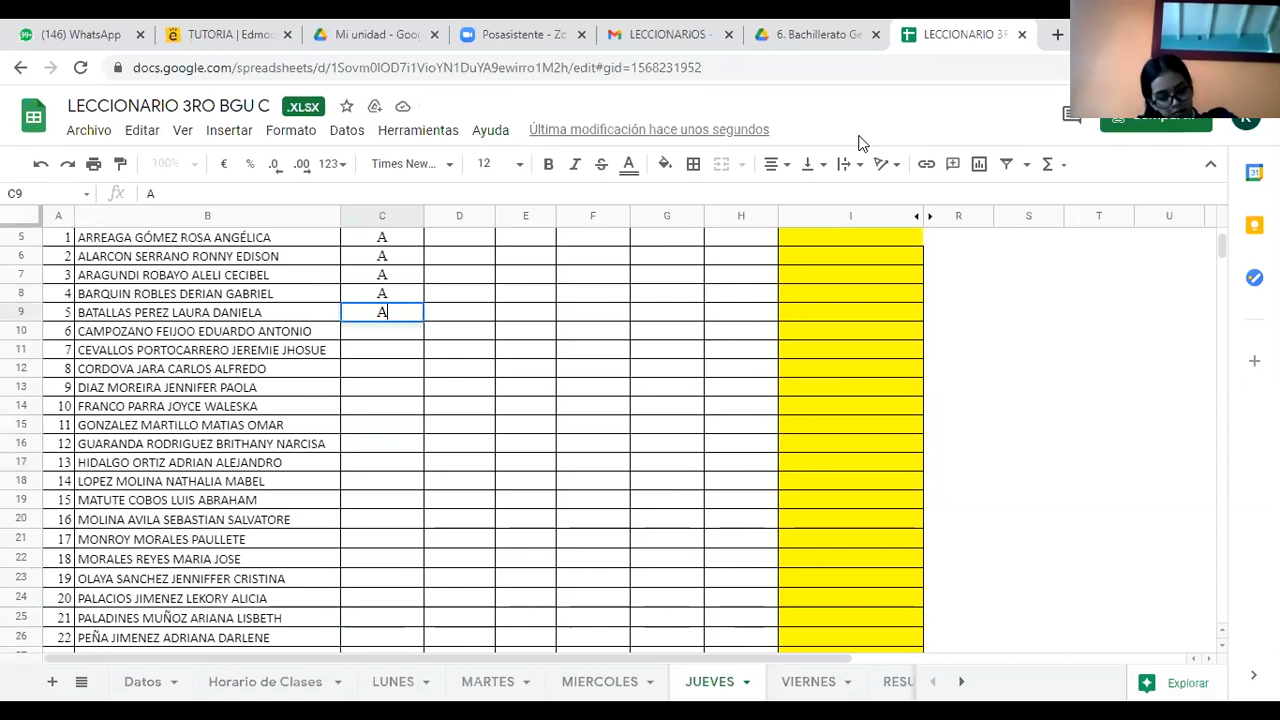 (146) WhatsApp
TUTORIA | Edmo
Mi unidad - Goog
Posasistente - Zo
LECCIONARIOS -
6. Bachillerato Ge
LECCIONARIO 3R
docs.google.com/spreadsheets/d/1Sovm0IOD7i1VioYN1DuYA9ewirro1M2h/edit#gid=1568231952
LECCIONARIO 3RO BGU C .XLSX
Archivo Editar Ver Insertar Formato Datos Herramientas Ayuda Última modificación hace unos segundos
100% € % .0 .00 123 Times New... 12 B I S A
C9 fx A
A B C D E F G H I R S T U
5 1 ARREAGA GÓMEZ ROSA ANGÉLICA A
6 2 ALARCON SERRANO RONNY EDISON A
7 3 ARAGUNDI ROBAYO ALELI CECIBEL A
8 4 BARQUIN ROBLES DERIAN GABRIEL A
9 5 BATALLAS PEREZ LAURA DANIELA A
10 6 CAMPOZANO FEIJOO EDUARDO ANTONIO
11 7 CEVALLOS PORTOCARRERO JEREMIE JHOSUE
12 8 CORDOVA JARA CARLOS ALFREDO
13 9 DIAZ MOREIRA JENNIFER PAOLA
14 10 FRANCO PARRA JOYCE WALESKA
15 11 GONZALEZ MARTILLO MATIAS OMAR
16 12 GUARANDA RODRIGUEZ BRITHANY NARCISA
17 13 HIDALGO ORTIZ ADRIAN ALEJANDRO
18 14 LOPEZ MOLINA NATHALIA MABEL
19 15 MATUTE COBOS LUIS ABRAHAM
20 16 MOLINA AVILA SEBASTIAN SALVATORE
21 17 MONROY MORALES PAULLETE
22 18 MORALES REYES MARIA JOSE
23 19 OLAYA SANCHEZ JENNIFFER CRISTINA
24 20 PALACIOS JIMENEZ LEKORY ALICIA
25 21 PALADINES MUÑOZ ARIANA LISBETH
26 22 PEÑA JIMENEZ ADRIANA DARLENE
Datos Horario de Clases LUNES MARTES MIERCOLES JUEVES VIERNES RESU Explorar